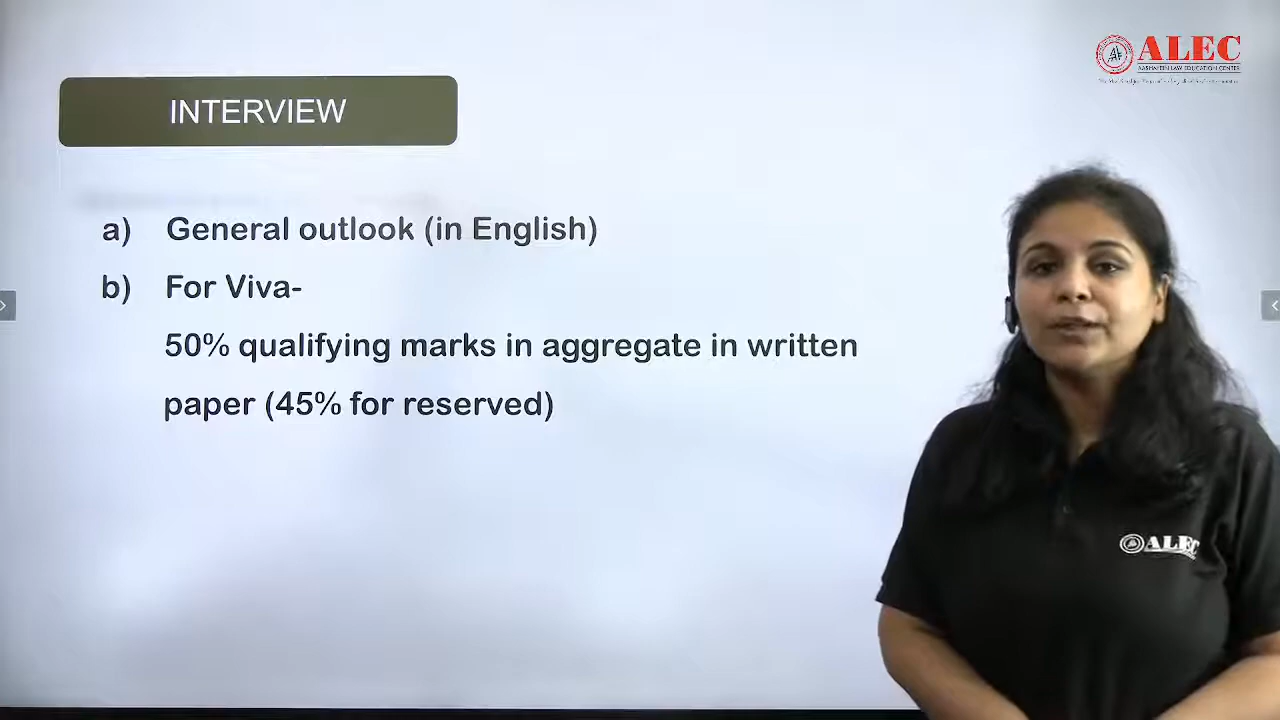 ALEC
INTERVIEW
a) General outlook (in English)
b) For Viva-
50% qualifying marks in aggregate in written
paper (45% for reserved)
ALEC